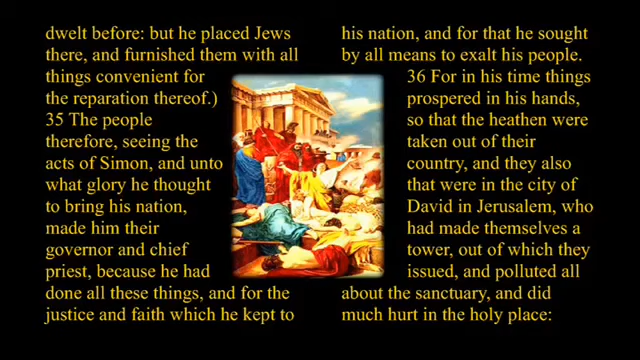 dwelt before: but he placed Jews
there, and furnished them with all
things convenient for
the reparation thereof.)
35 The people
therefore, seeing the
acts of Simon, and unto
what glory he thought
to bring his nation,
made him their
governor and chief
priest, because he had
done all these things, and for the
justice and faith which he kept to
his nation, and for that he sought
by all means to exalt his people.
36 For in his time things
prospered in his hands,
so that the heathen were
taken out of their
country, and they also
that were in the city of
David in Jerusalem, who
had made themselves a
tower, out of which they
issued, and polluted all
about the sanctuary, and did
much hurt in the holy place: